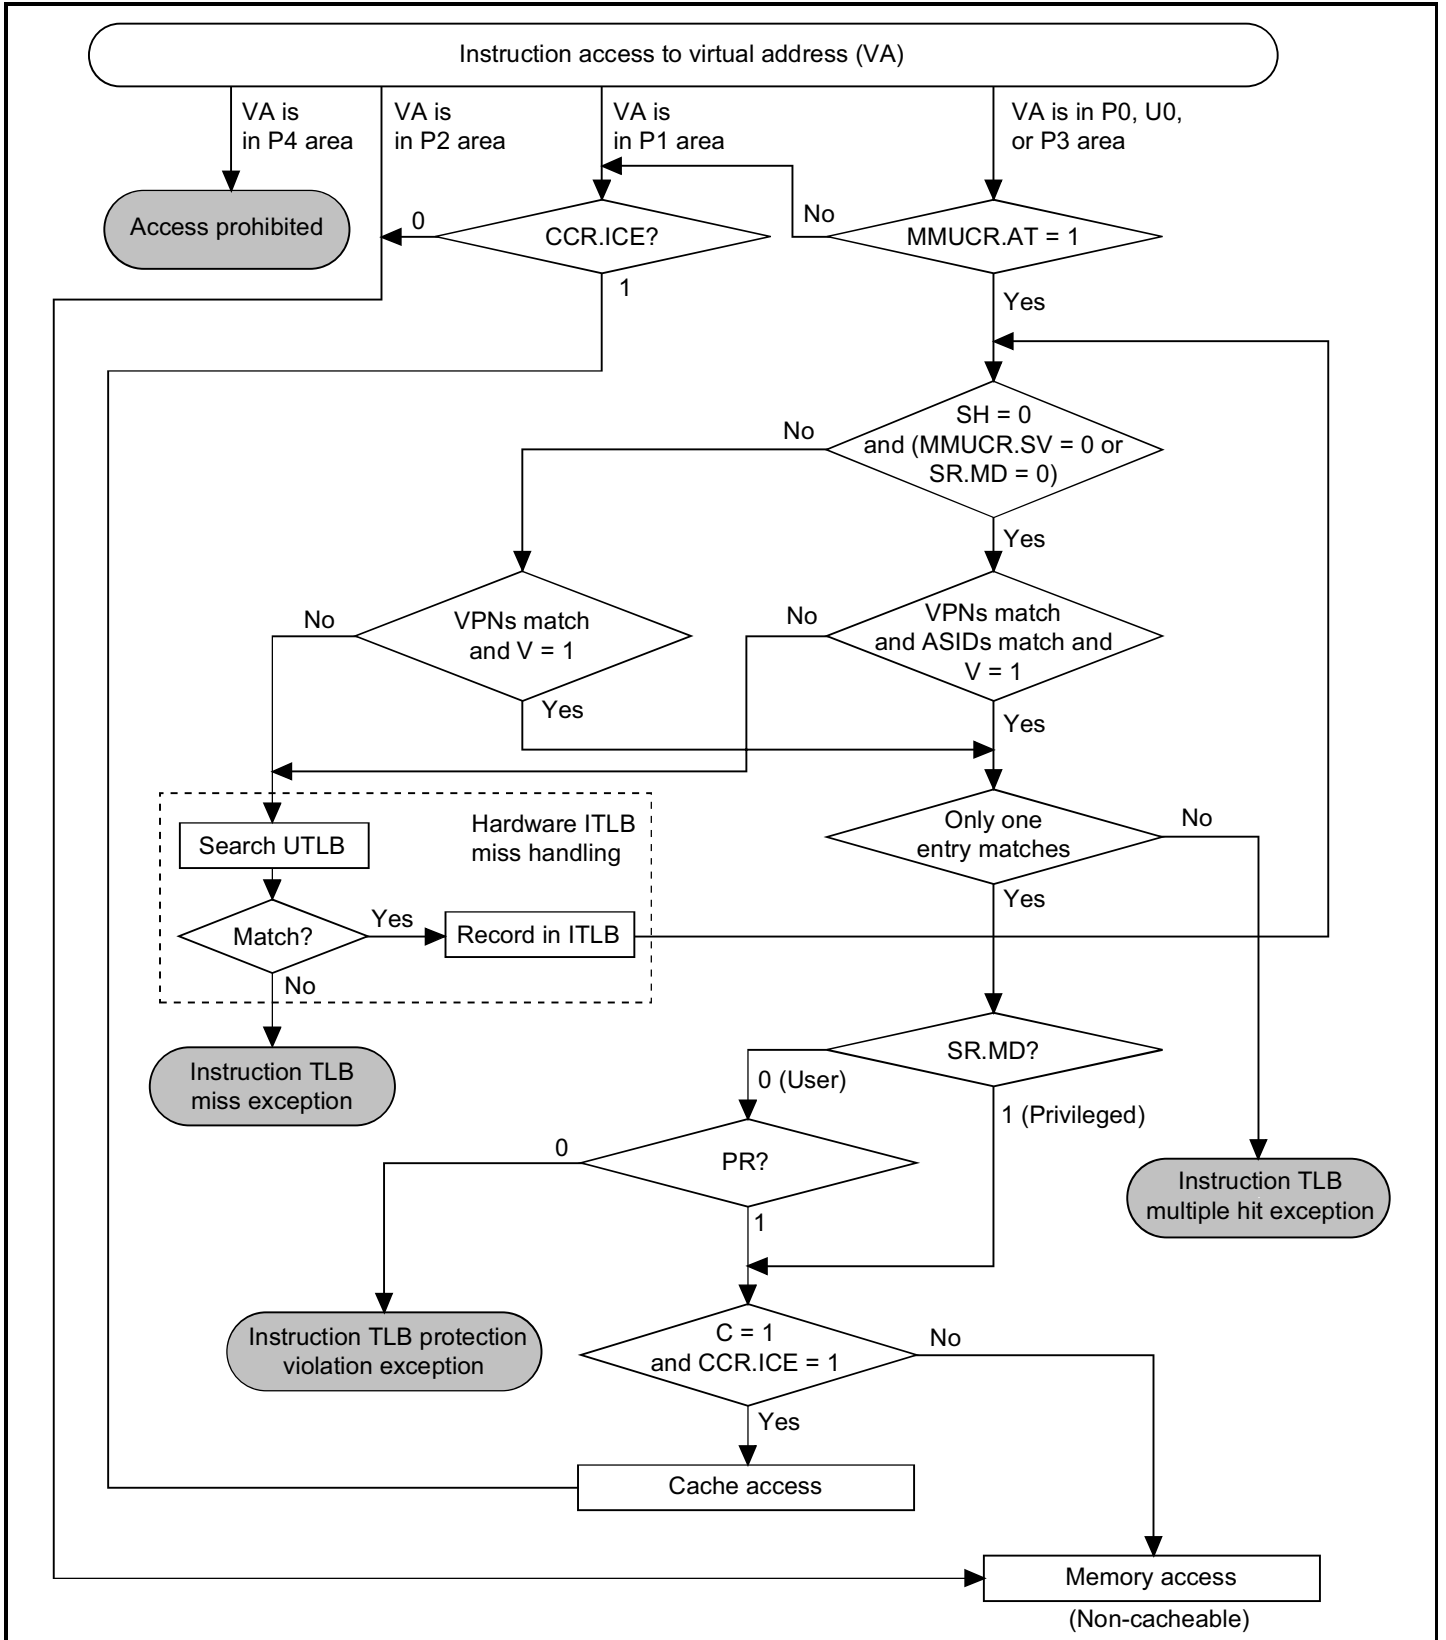 Instruction access to virtual address (VA)
VA is
in P4 area
VA is
in P2 area
VA is
in P1 area
VA is in P0, U0,
or P3 area
Access prohibited
0
CCR.ICE?
1
No
MMUCR.AT = 1
Yes
SH = 0
and (MMUCR.SV = 0 or
SR.MD = 0)
No
Yes
VPNs match
and V = 1
No
Yes
VPNs match
and ASIDs match and
V = 1
No
Yes
Hardware ITLB
miss handling
Search UTLB
Match?
Yes
Record in ITLB
No
Instruction TLB
miss exception
Only one
entry matches
No
Yes
SR.MD?
0 (User)
1 (Privileged)
PR?
0
1
Instruction TLB
multiple hit exception
Instruction TLB protection
violation exception
C = 1
and CCR.ICE = 1
No
Yes
Cache access
Memory access
(Non-cacheable)